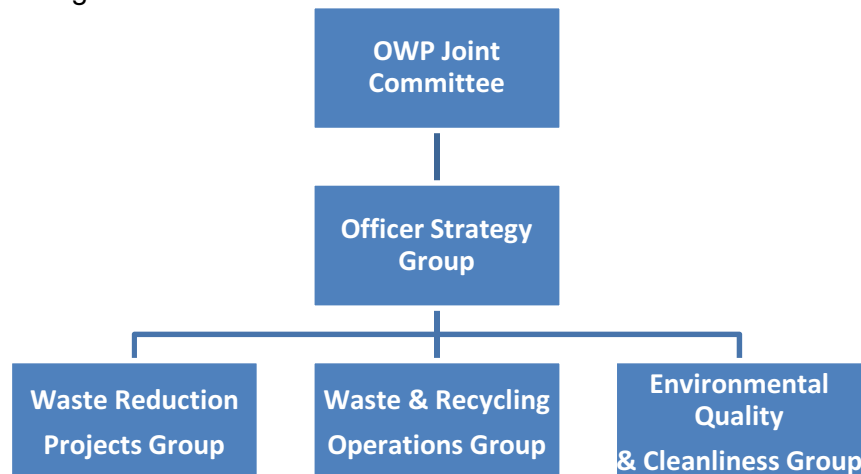 OWP Joint
Committee
Officer Strategy
Group
Waste Reduction
Projects Group
Waste & Recycling
Operations Group
Environmental
Quality
& Cleanliness Group